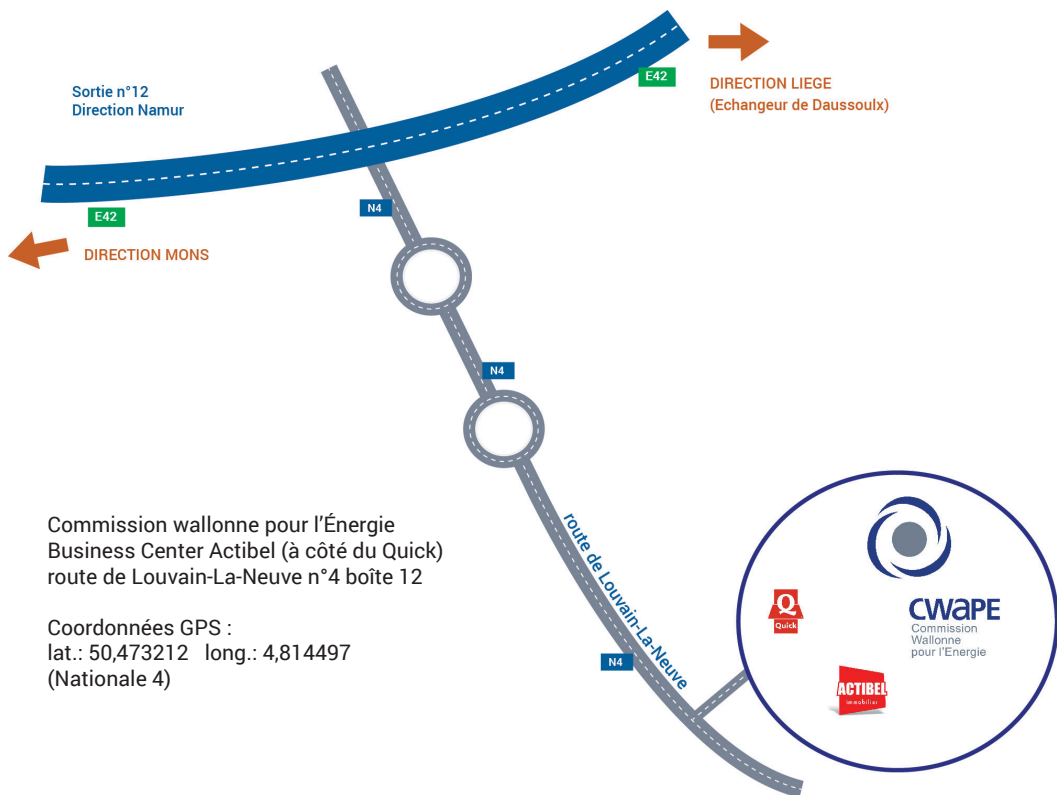 Sortie n°12
Direction Namur
E42
DIRECTION LIEGE
(Echangeur de Daussoulx)
E42
N4
DIRECTION MONS
N4
Commission wallonne pour l'Énergie
Business Center Actibel (à côté du Quick)
route de Louvain-La-Neuve n°4 boîte 12
Coordonnées GPS :
lat.: 50,473212 long.: 4,814497
(Nationale 4)
route de Louvain-La-Neuve
N4
Q
Quick
CWAPE
Commission
Wallonne
pour l'Energie
ACTIBEL
immobilier